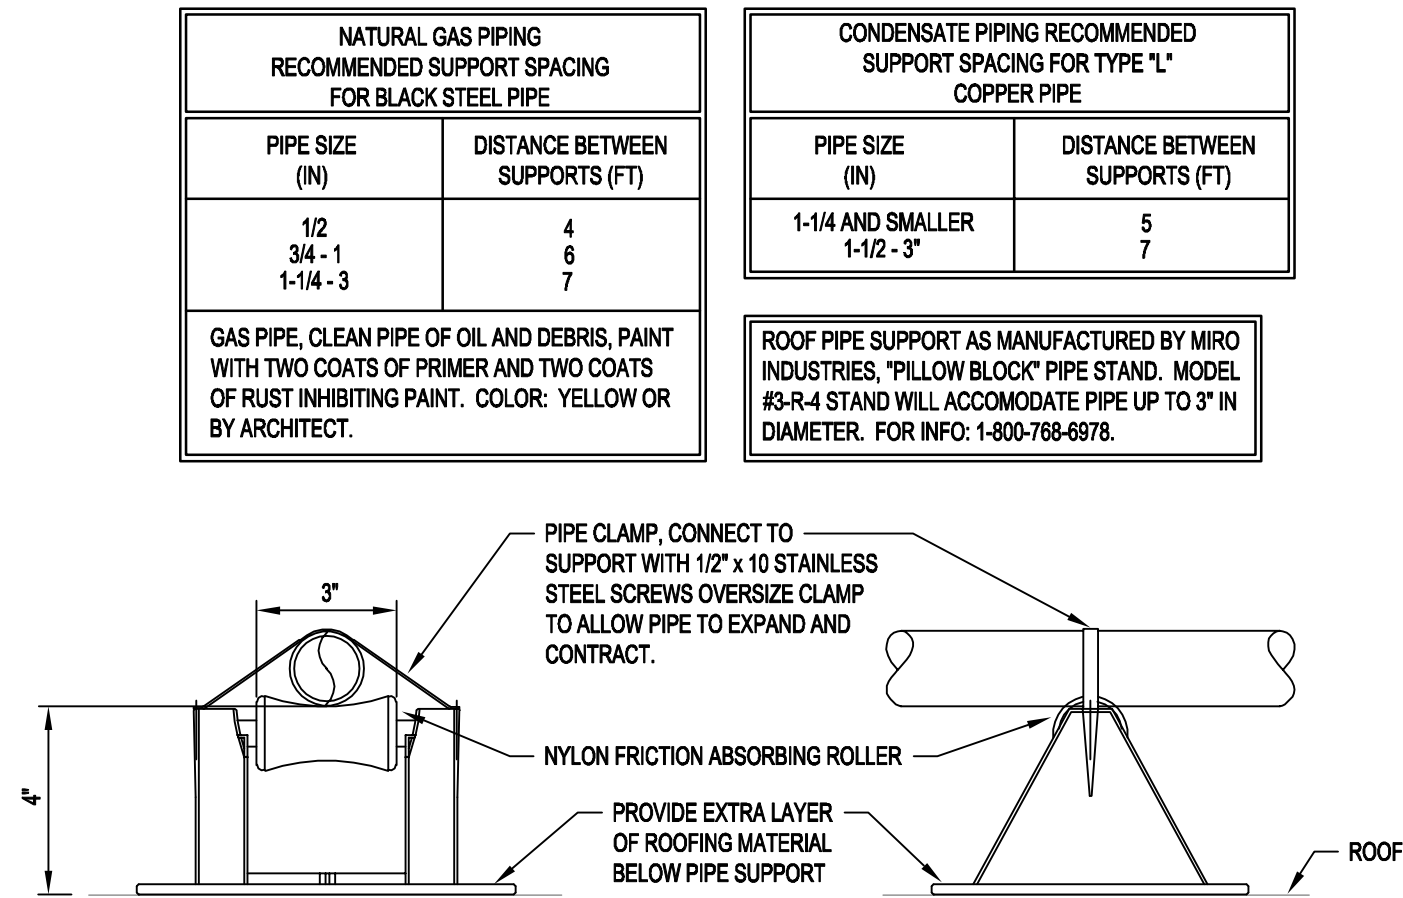 NATURAL GAS PIPING
RECOMMENDED SUPPORT SPACING
FOR BLACK STEEL PIPE
PIPE SIZE
(IN)
DISTANCE BETWEEN
SUPPORTS (FT)
1/2 4
3/4 - 1 6
1-1/4 - 3 7
GAS PIPE, CLEAN PIPE OF OIL AND DEBRIS, PAINT
WITH TWO COATS OF PRIMER AND TWO COATS
OF RUST INHIBITING PAINT. COLOR: YELLOW OR
BY ARCHITECT.
CONDENSATE PIPING RECOMMENDED
SUPPORT SPACING FOR TYPE "L"
COPPER PIPE
PIPE SIZE
(IN)
DISTANCE BETWEEN
SUPPORTS (FT)
1-1/4 AND SMALLER 5
1-1/2 - 3" 7
ROOF PIPE SUPPORT AS MANUFACTURED BY MIRO
INDUSTRIES, "PILLOW BLOCK" PIPE STAND. MODEL
#3-R-4 STAND WILL ACCOMODATE PIPE UP TO 3" IN
DIAMETER. FOR INFO: 1-800-768-6978.
PIPE CLAMP, CONNECT TO
SUPPORT WITH 1/2" x 10 STAINLESS
STEEL SCREWS OVERSIZE CLAMP
TO ALLOW PIPE TO EXPAND AND
CONTRACT.
3"
4"
NYLON FRICTION ABSORBING ROLLER
PROVIDE EXTRA LAYER
OF ROOFING MATERIAL
BELOW PIPE SUPPORT
ROOF